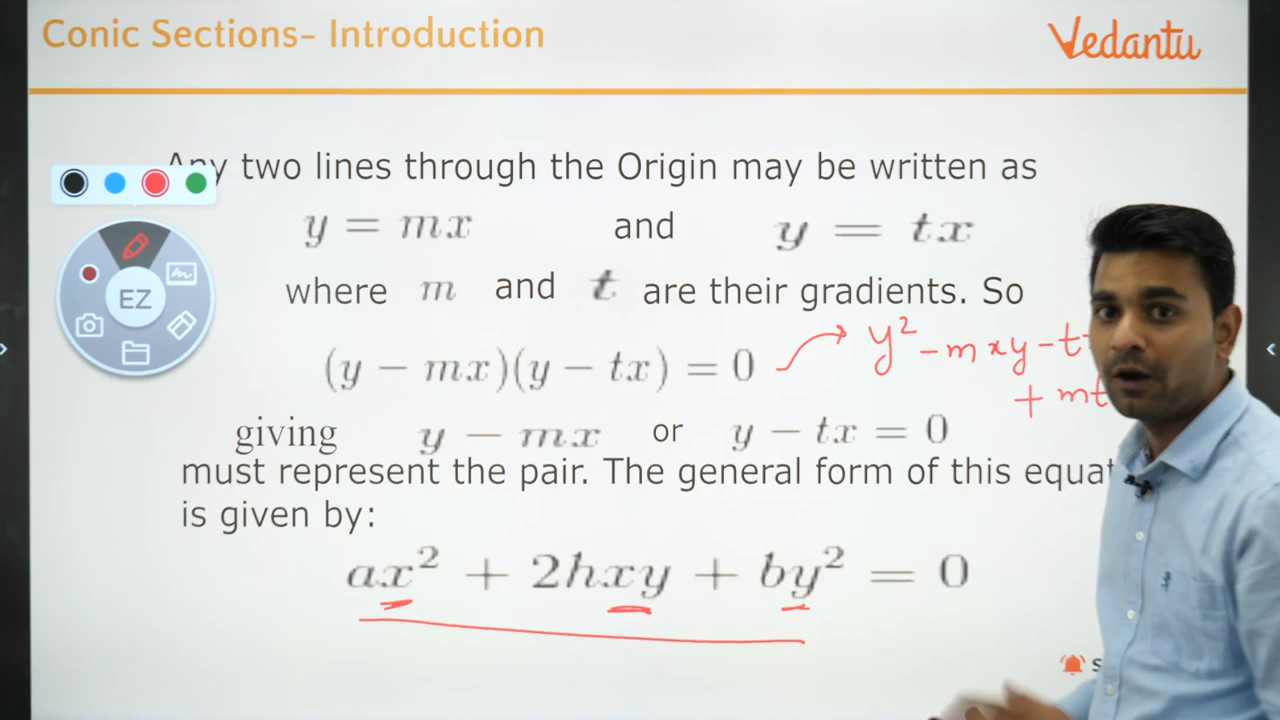 Conic Sections– Introduction
Vedantu
Any two lines through the Origin may be written as
y = mx and y = tx
where m and t are their gradients. So
(y − mx)(y − tx) = 0
y² − mxy − t
+ mt
giving y − mx or y − tx = 0
must represent the pair. The general form of this equat
is given by:
ax² + 2hxy + by² = 0
EZ
S